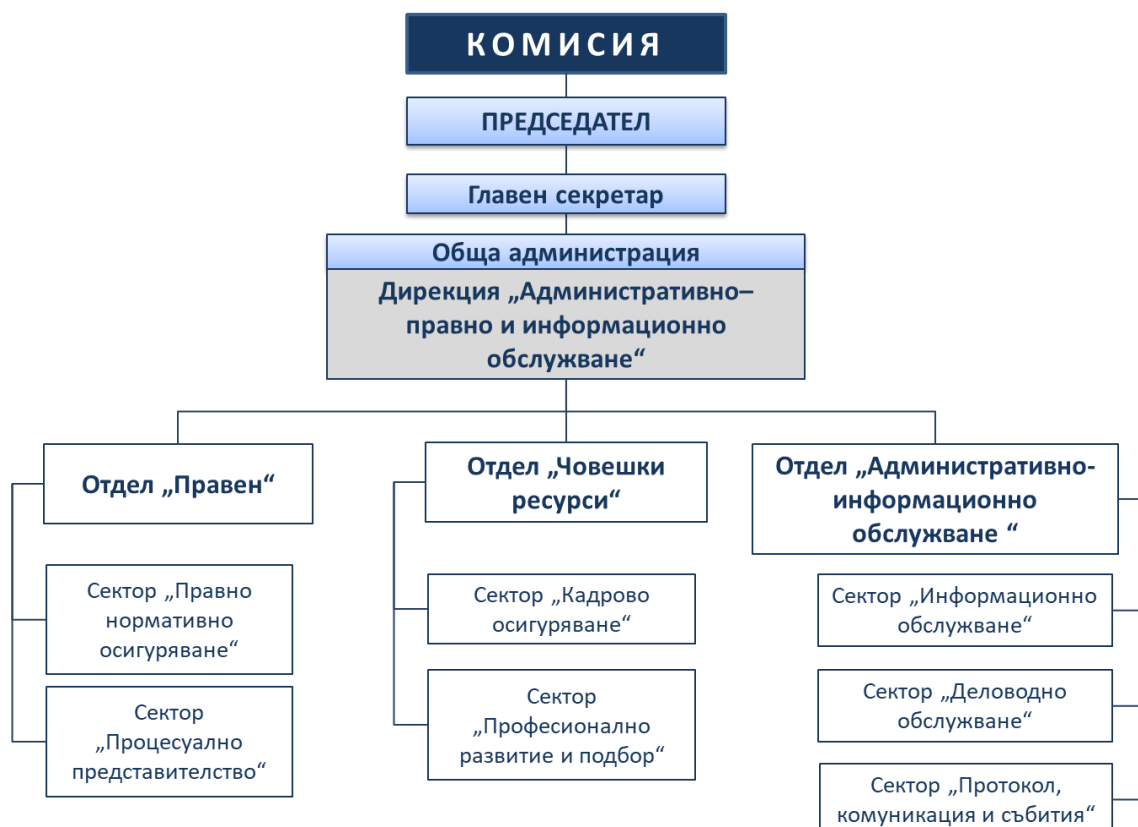 КОМИСИЯ
ПРЕДСЕДАТЕЛ
Главен секретар
Обща администрация
Дирекция „Административно–
правно и информационно
обслужване“
Отдел „Правен“
Сектор „Правно
нормативно
осигуряване“
Сектор
„Процесуално
представителство“
Отдел „Човешки
ресурси“
Сектор „Кадрово
осигуряване“
Сектор
„Професионално
развитие и подбор“
Отдел „Административно-
информационно
обслужване “
Сектор „Информационно
обслужване“
Сектор „Деловодно
обслужване“
Сектор „Протокол,
комуникация и събития“